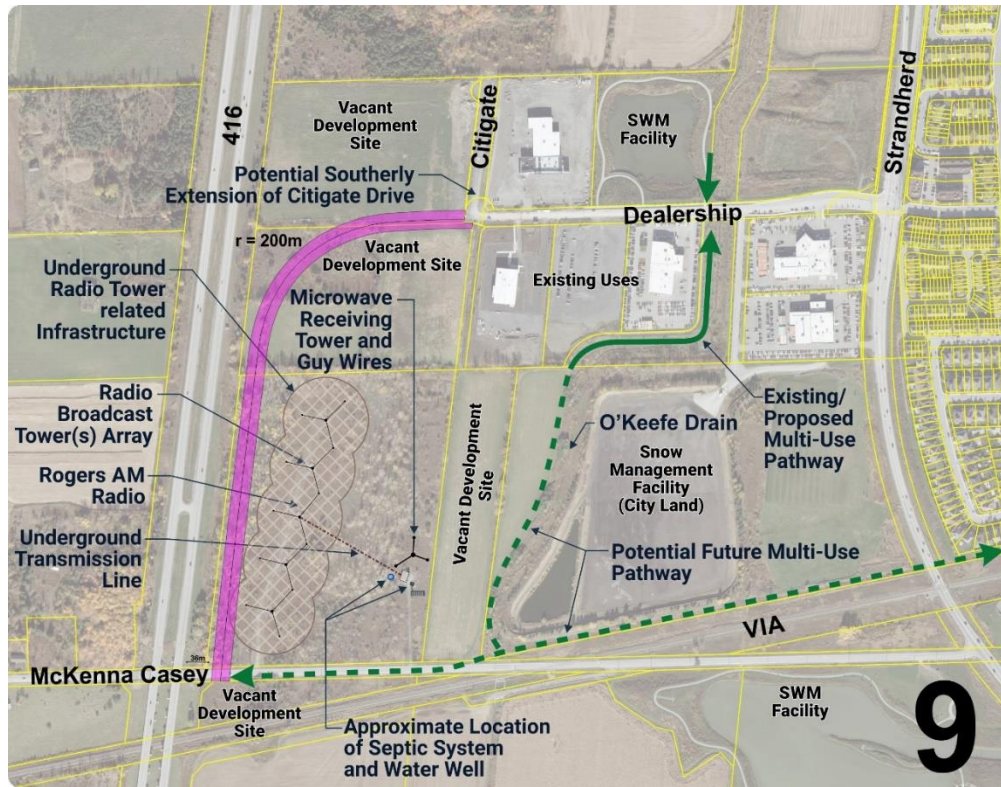 416
Vacant
Development
Site
Citigate
SWM
Facility
Strandherd
Potential Southerly
Extension of Citigate Drive
Dealership
r = 200m
Vacant
Development Site
Underground
Radio Tower
related
Infrastructure
Microwave
Receiving
Tower and
Guy Wires
Existing Uses
Radio
Broadcast
Tower(s) Array
Rogers AM
Radio
Underground
Transmission
Line
Vacant Development
Site
O'Keefe Drain
Snow
Management
Facility
(City Land)
Existing/
Proposed
Multi-Use
Pathway
Potential Future Multi-Use
Pathway
VIA
36m
McKenna Casey
Vacant
Development
Site
Approximate Location
of Septic System
and Water Well
SWM
Facility
9